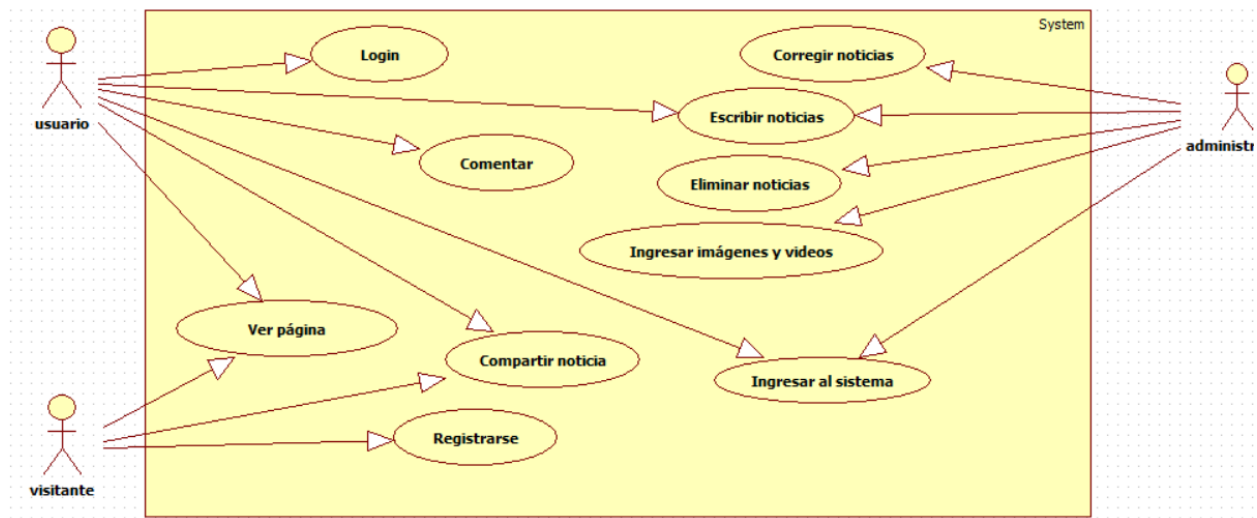 System
Login
Corregir noticias
usuario
Escribir noticias
administr
Comentar
Eliminar noticias
Ingresar imágenes y videos
Ver página
Compartir noticia
Ingresar al sistema
Registrarse
visitante